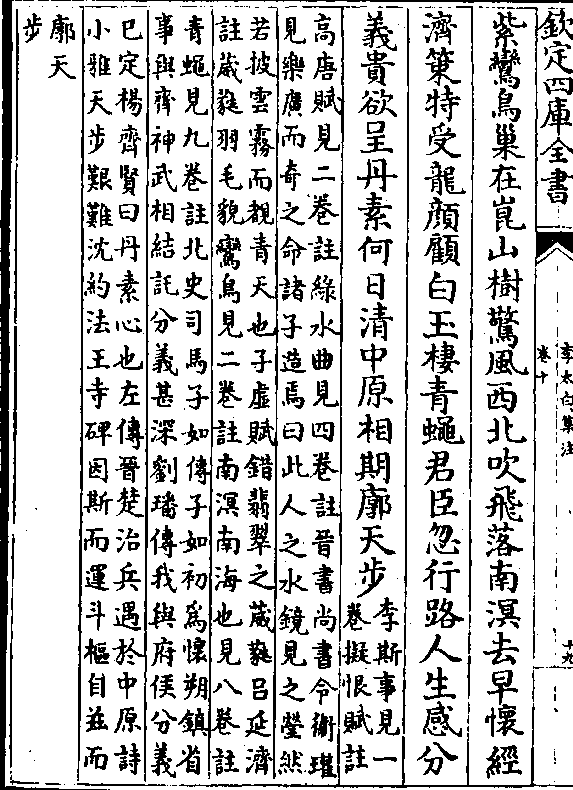 欽定四庫全書
李太白集注
卷十
十九
紫鸞鳥巢在崑山樹驚風西北吹飛落南溟去早懷經
濟策特受龍顔顧白玉棲青蠅君臣忽行路人生感分
義貴欲呈丹素何日清中原相期廓天步
李斯事見一
卷擬恨賦註
高唐賦見二卷註綠水曲見四卷註晉書尚書令衛瓘
見樂廣而奇之命諸子造焉曰此人之水鏡見之瑩然
若披雲霧而覩青天也子虛賦錯翡翠之葳蕤吕延濟
註葳蕤羽毛貌鸞鳥見二卷註南溟南海也見八卷註
青蠅見九卷註北史司馬子如傳子如初爲懷朔鎮省
事與齊神武相結託分義甚深劉璠傳我與府侯分義
已定楊齊賢曰丹素心也左傳晉楚治兵遇於中原詩
小雅天步艱難沈約法王寺碑因斯而運斗樞自兹而
廓天
步